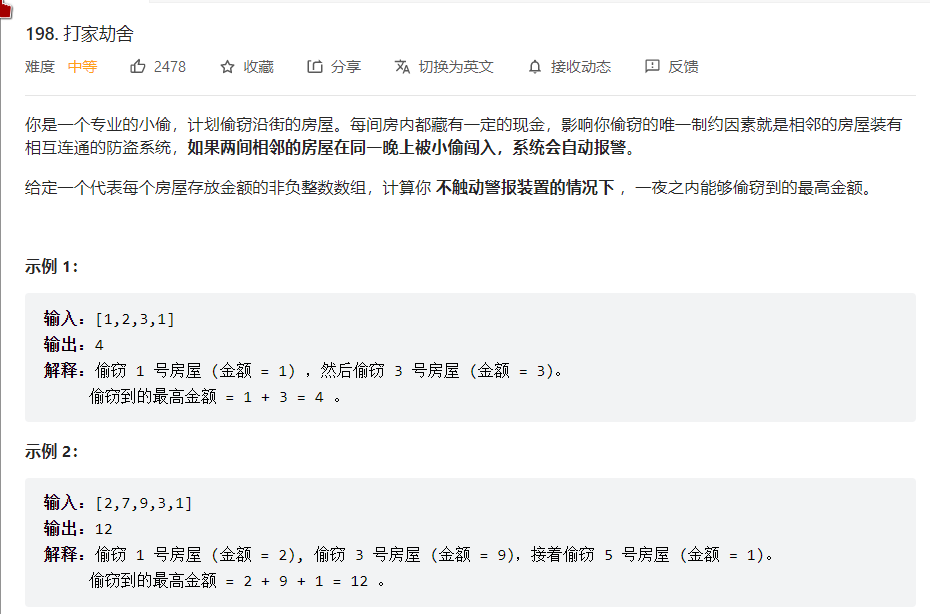 198. 打家劫舍
难度 中等 2478 收藏 分享 切换为英文 接收动态 反馈
你是一个专业的小偷，计划偷窃沿街的房屋。每间房内都藏有一定的现金，影响你偷窃的唯一制约因素就是相邻的房屋装有
相互连通的防盗系统，如果两间相邻的房屋在同一晚上被小偷闯入，系统会自动报警。
给定一个代表每个房屋存放金额的非负整数数组，计算你 不触动警报装置的情况下 ，一夜之内能够偷窃到的最高金额。
示例 1：
输入：[1,2,3,1]
输出：4
解释：偷窃 1 号房屋 (金额 = 1) ，然后偷窃 3 号房屋 (金额 = 3)。
偷窃到的最高金额 = 1 + 3 = 4 。
示例 2：
输入：[2,7,9,3,1]
输出：12
解释：偷窃 1 号房屋 (金额 = 2), 偷窃 3 号房屋 (金额 = 9)，接着偷窃 5 号房屋 (金额 = 1)。
偷窃到的最高金额 = 2 + 9 + 1 = 12 。